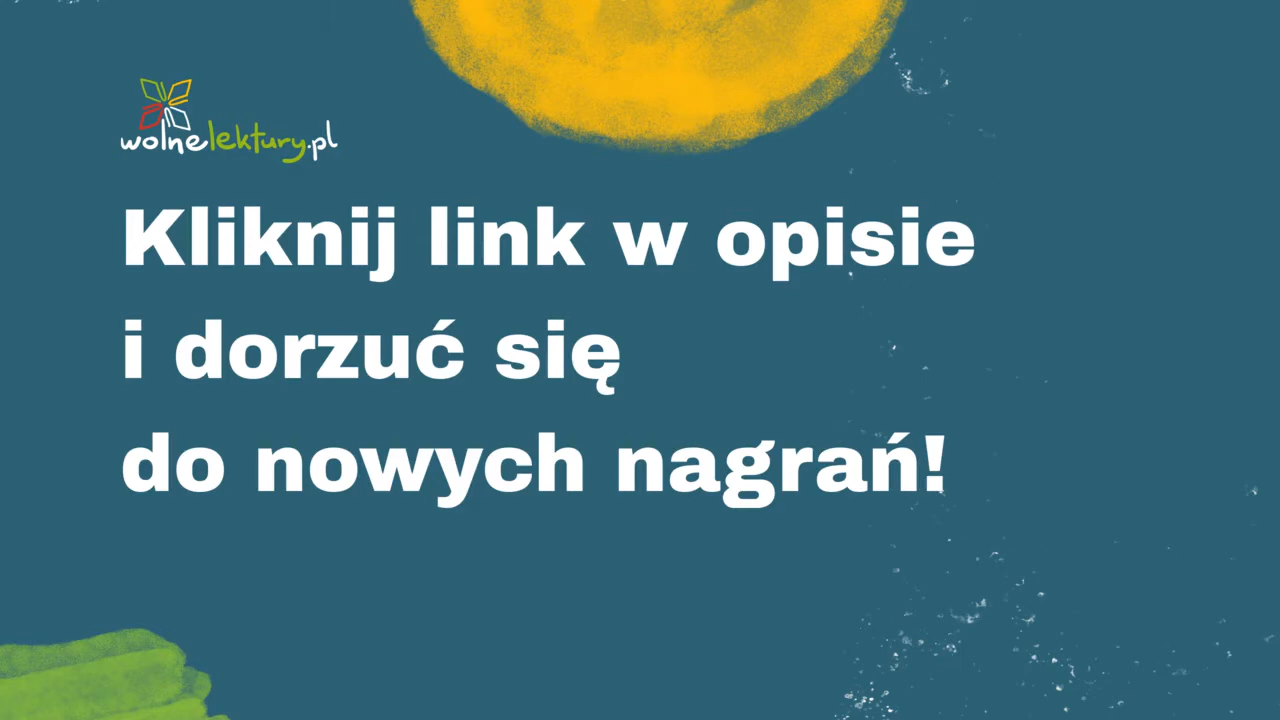 wolnelektury.pl
Kliknij link w opisie
i dorzuć się
do nowych nagrań!